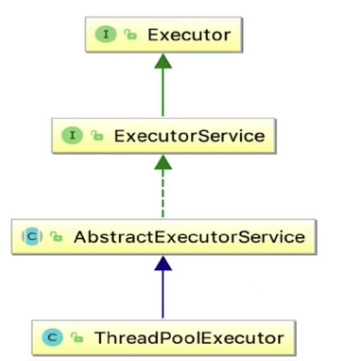 I Executor
I ExecutorService
C AbstractExecutorService
C ThreadPoolExecutor